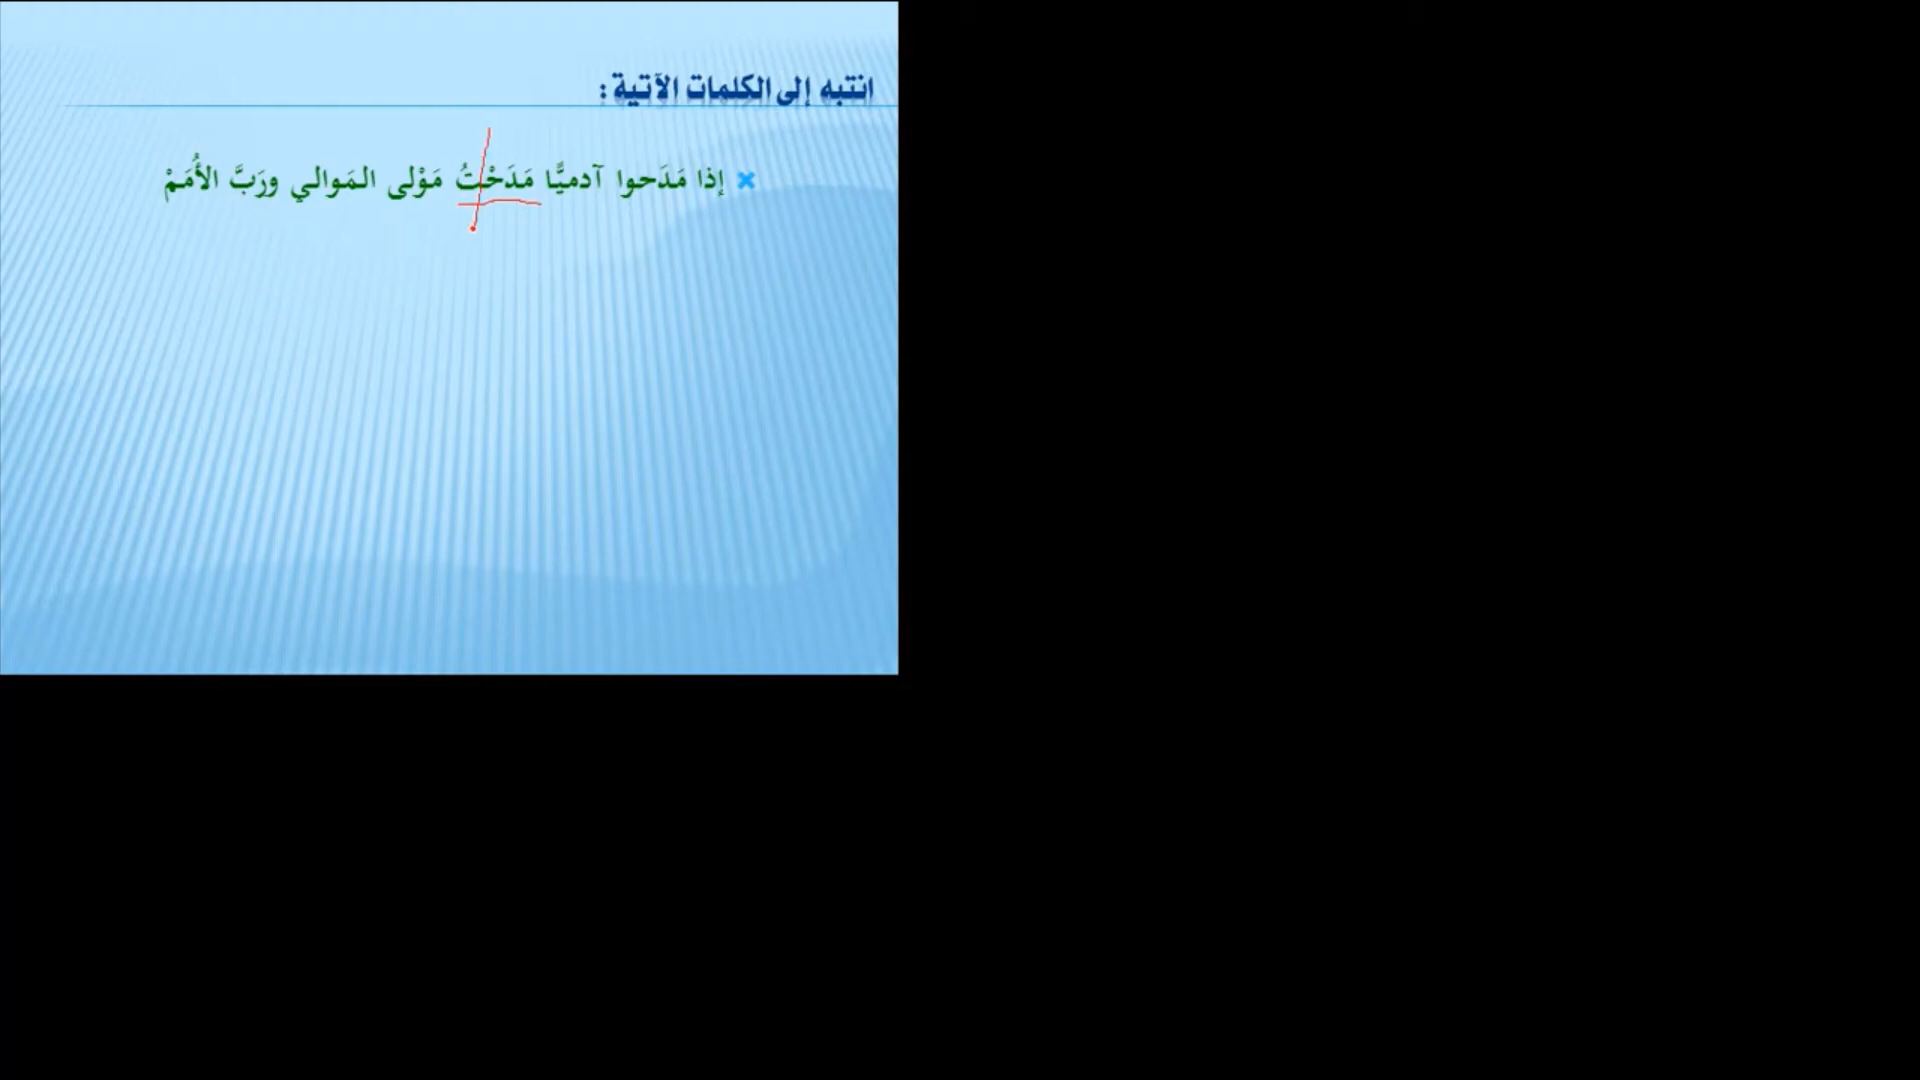 انتبه إلى الكلمات الآتية :
إذا مَدَحوا آدميًّا مَدَحْتُ مَوْلى المَوالي ورَبَّ الأُمَمْ